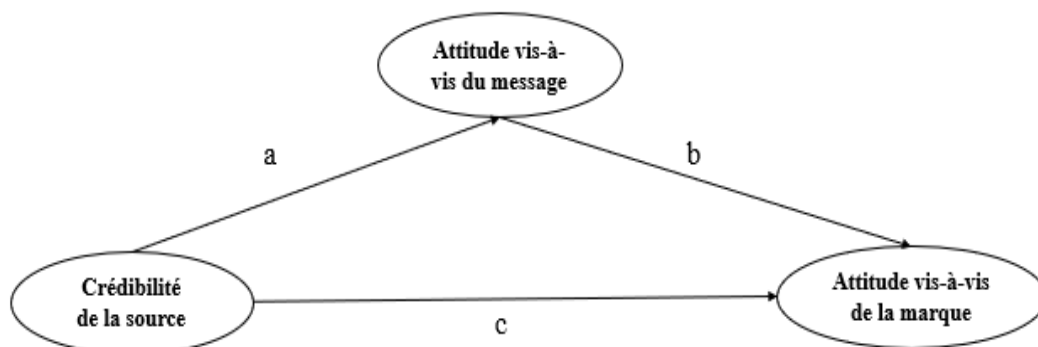 Attitude vis-à-
vis du message
a
b
Crédibilité
de la source
c
Attitude vis-à-vis
de la marque